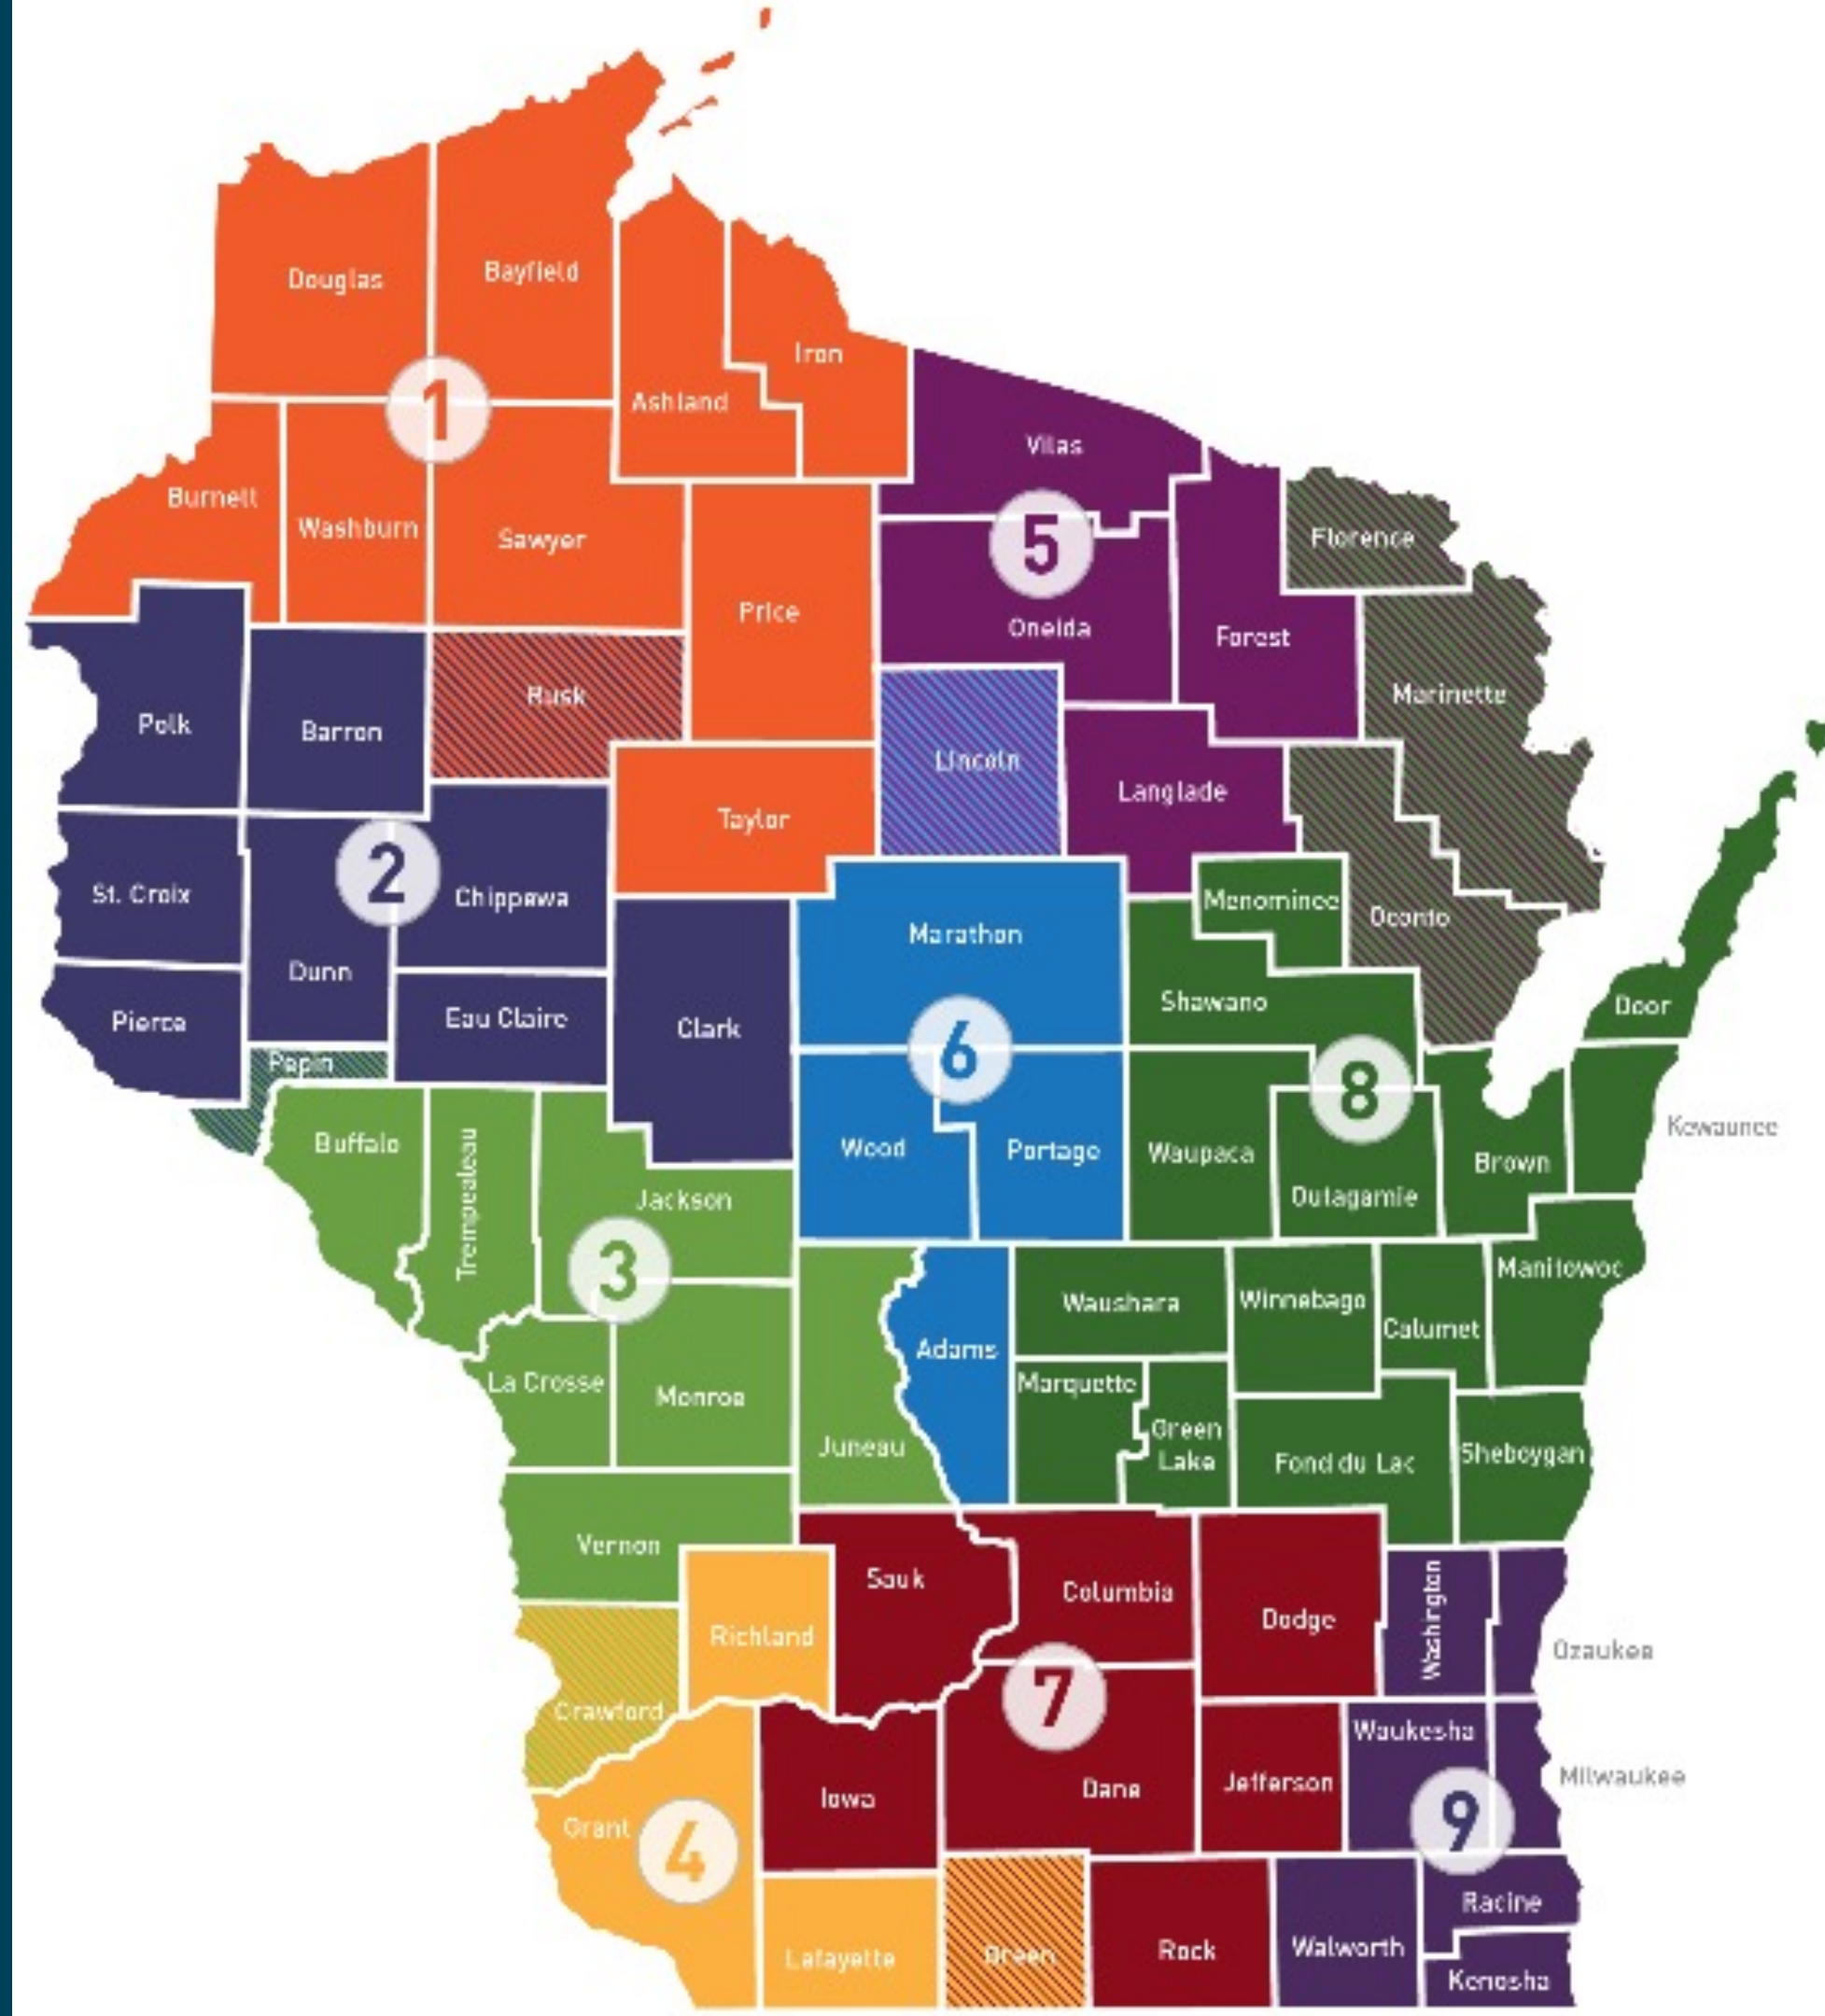 Douglas
Bayfield
Iron
Ashland
1
Vilas
Burnett
Washburn
Sawyer
5
Florence
Price
Oneida
Forest
Rusk
Marinette
Polk
Barron
Lincoln
Langlade
Taylor
2
St. Croix
Chippewa
Menominee
Oconto
Marathon
Dunn
Shawano
Door
Pierce
Eau Claire
Clark
6
Pepin
8
Kewaunee
Buffalo
Trempealeau
Wood
Portage
Waupaca
Brown
Jackson
Outagamie
3
Manitowoc
Waushara
Winnebago
Calumet
Adams
La Crosse
Monroe
Marquette
Juneau
Green
Lake
Fond du Lac
Sheboygan
Vernon
Sauk
Columbia
Dodge
Washington
Richland
Ozaukee
Crawford
7
Waukesha
Milwaukee
Iowa
Dane
Jefferson
Grant
4
9
Racine
Lafayette
Green
Rock
Walworth
Kenosha